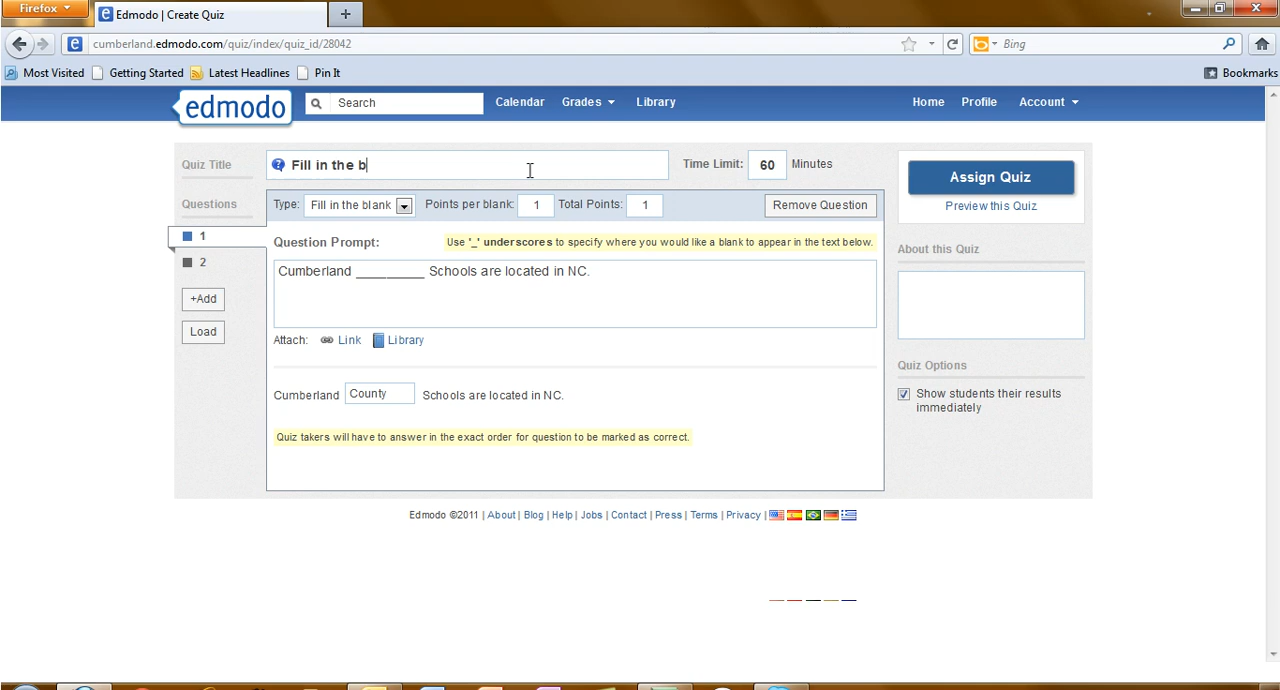 Firefox
Edmodo | Create Quiz
cumberland.edmodo.com/quiz/index/quiz_id/28042
Bing
Most Visited Getting Started Latest Headlines Pin It Bookmarks
edmodo Search Calendar Grades Library Home Profile Account
Quiz Title Fill in the b Time Limit: 60 Minutes
Assign Quiz
Preview this Quiz
Questions Type: Fill in the blank Points per blank: 1 Total Points: 1 Remove Question
1 Question Prompt: Use '_' underscores to specify where you would like a blank to appear in the text below.
About this Quiz
2 Cumberland __________ Schools are located in NC.
+Add
Load
Attach: Link Library
Quiz Options
Cumberland County Schools are located in NC.
Show students their results
immediately
Quiz takers will have to answer in the exact order for question to be marked as correct.
Edmodo ©2011 | About | Blog | Help | Jobs | Contact | Press | Terms | Privacy |